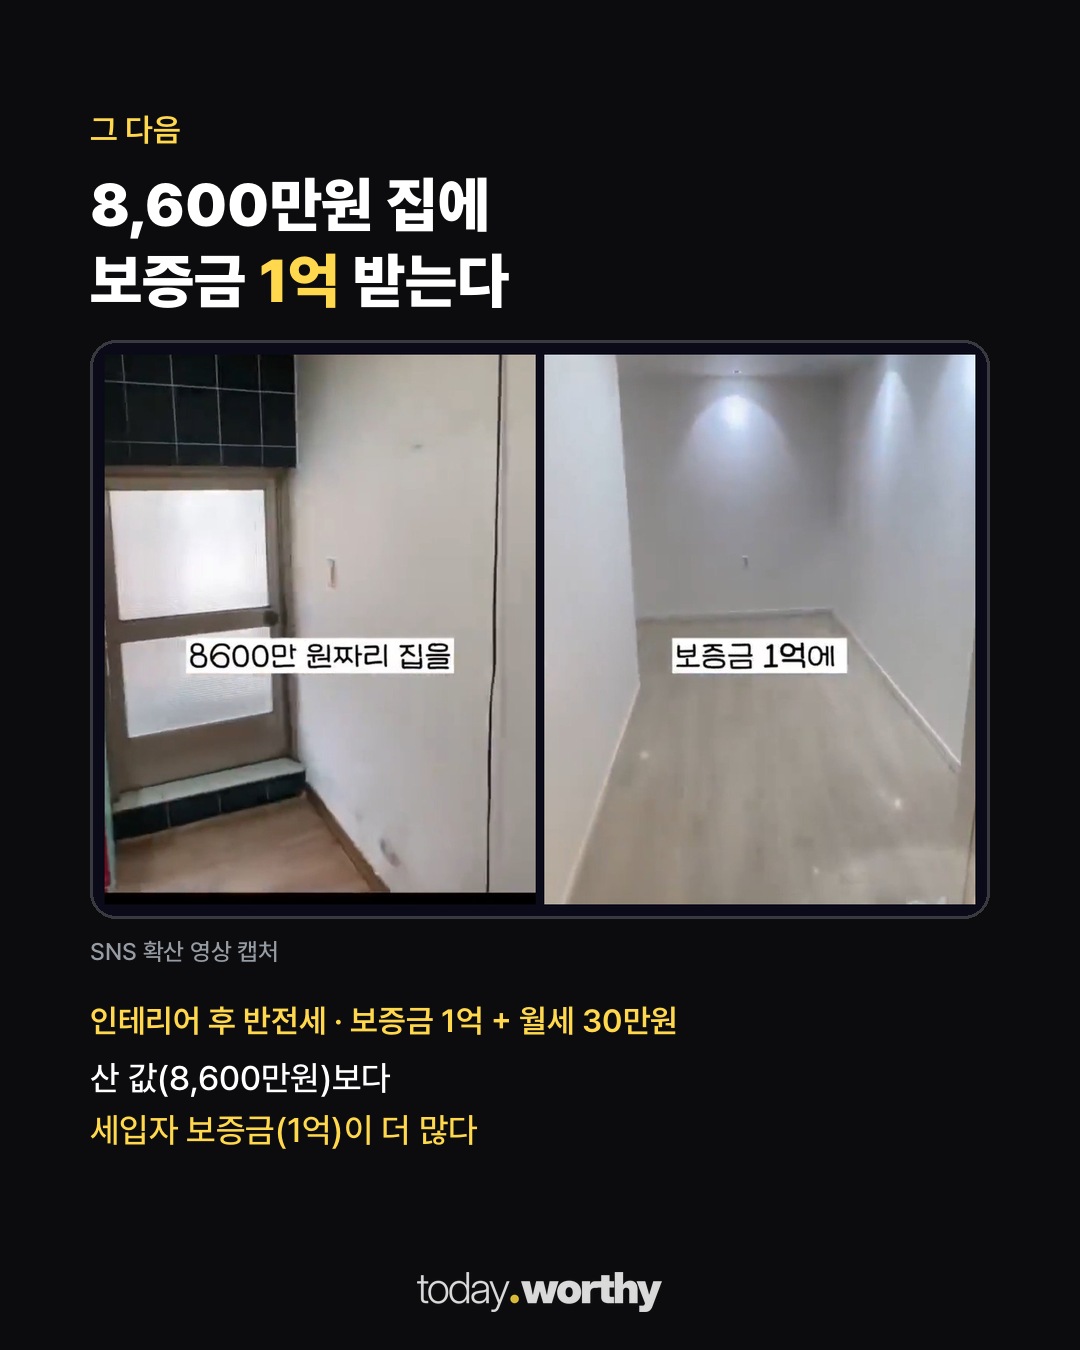 그 다음
8,600만원 집에
보증금 1억 받는다
8600만 원짜리 집을
보증금 1억에
SNS 확산 영상 캡처
인테리어 후 반전세 · 보증금 1억 + 월세 30만원
산 값(8,600만원)보다
세입자 보증금(1억)이 더 많다
today.worthy